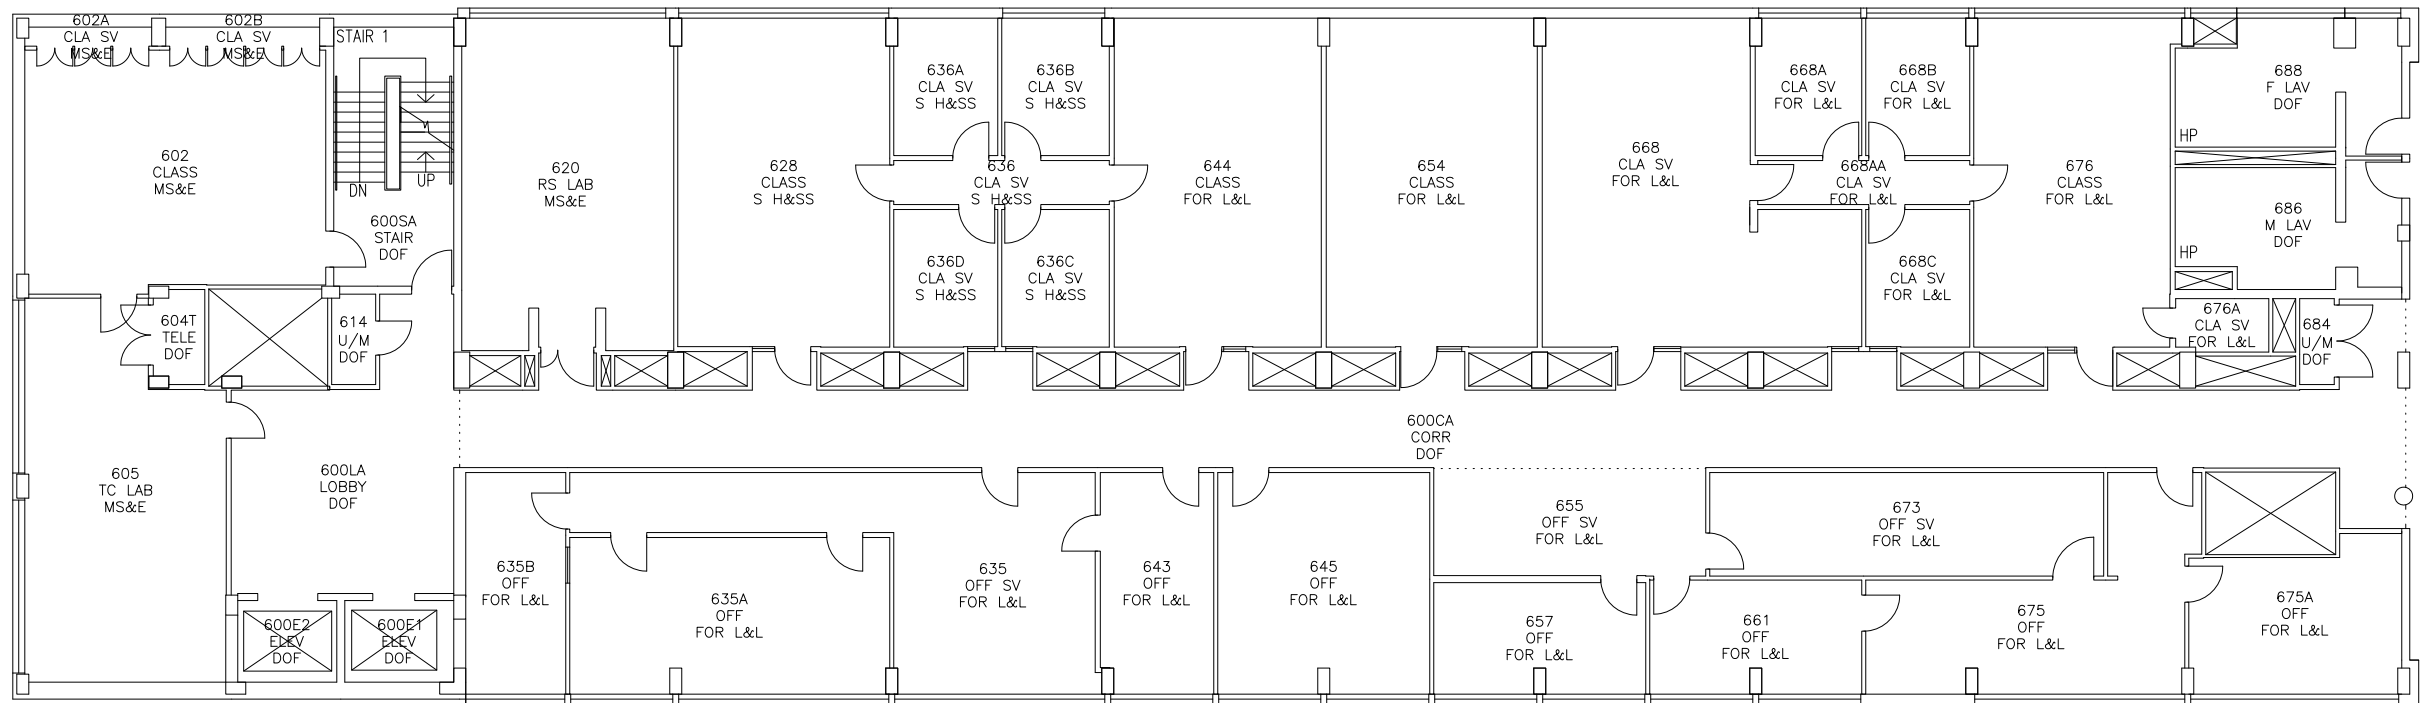 602A
CLA SV
MS&E
602B
CLA SV
MS&E
STAIR 1
636A
CLA SV
S H&SS
636B
CLA SV
S H&SS
668A
CLA SV
FOR L&L
668B
CLA SV
FOR L&L
688
F LAV
DOF
HP
602
CLASS
MS&E
DN
UP
620
RS LAB
MS&E
628
CLASS
S H&SS
636
CLA SV
S H&SS
644
CLASS
FOR L&L
654
CLASS
FOR L&L
668
CLA SV
FOR L&L
668AA
CLA SV
FOR L&L
676
CLASS
FOR L&L
686
M LAV
DOF
HP
600SA
STAIR
DOF
636D
CLA SV
S H&SS
636C
CLA SV
S H&SS
668C
CLA SV
FOR L&L
604T
TELE
DOF
614
U/M
DOF
676A
CLA SV
FOR L&L
684
U/M
DOF
600CA
CORR
DOF
605
TC LAB
MS&E
600LA
LOBBY
DOF
655
OFF SV
FOR L&L
673
OFF SV
FOR L&L
635B
OFF
FOR L&L
635A
OFF
FOR L&L
635
OFF SV
FOR L&L
643
OFF
FOR L&L
645
OFF
FOR L&L
657
OFF
FOR L&L
661
OFF
FOR L&L
675
OFF
FOR L&L
675A
OFF
FOR L&L
600E2
ELEV
DOF
600E1
ELEV
DOF